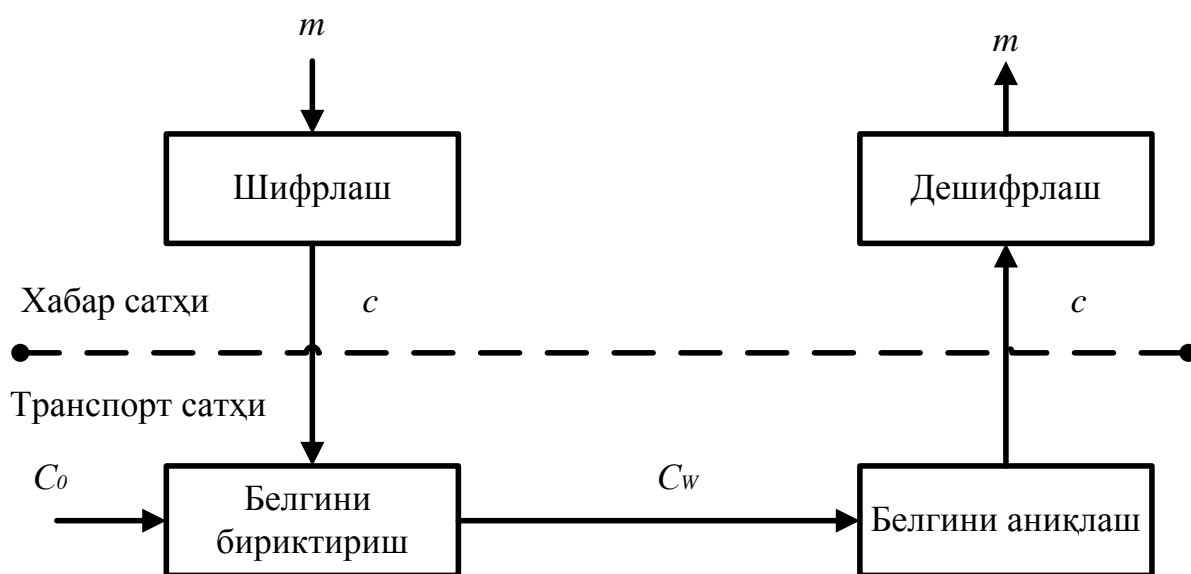 m
m
Шифрлаш
Дешифрлаш
Хабар сатҳи
c
c
Транспорт сатҳи
C0
Cw
Белгини
бириктириш
Белгини аниқлаш